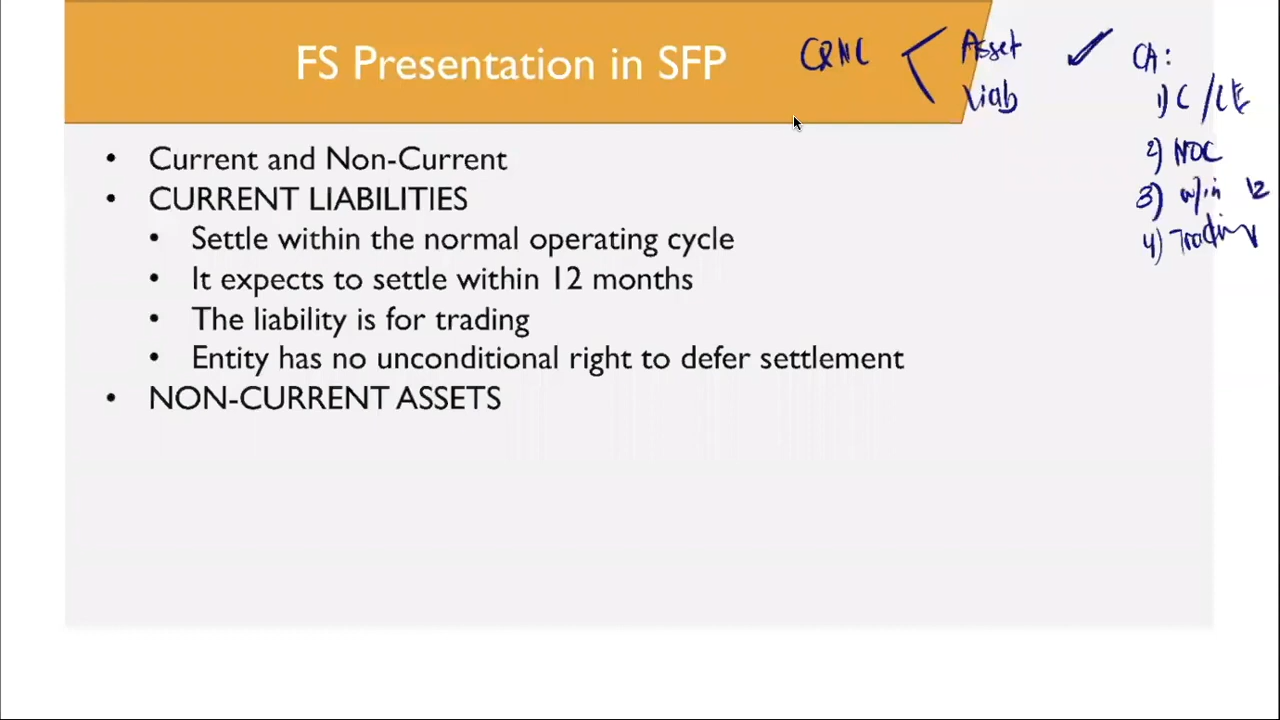 FS Presentation in SFP
C&NC
Asset
Liab
CA:
1) C/CE
2) NOC
3) w/in 12
4) Trading
• Current and Non-Current
• CURRENT LIABILITIES
• Settle within the normal operating cycle
• It expects to settle within 12 months
• The liability is for trading
• Entity has no unconditional right to defer settlement
• NON-CURRENT ASSETS